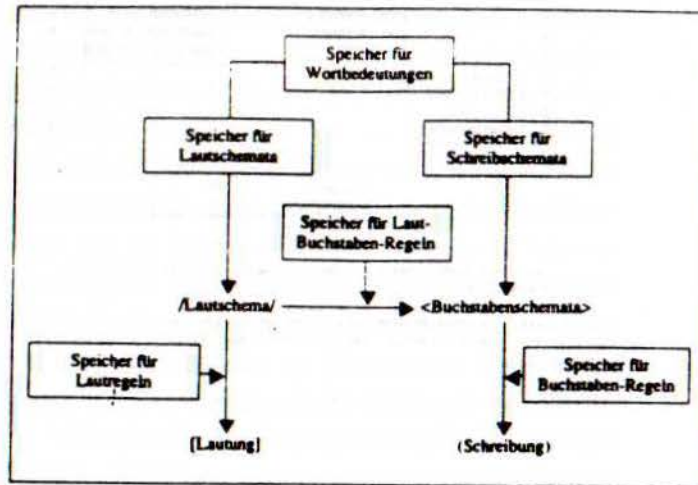 Speicher für
Wortbedeutungen
Speicher für
Lautschemata
Speicher für
Schreibschemata
Speicher für Laut-
Buchstaben-Regeln
/Lautschema/
<Buchstabenschemata>
Speicher für
Lautregeln
Speicher für
Buchstaben-Regeln
[Lautung]
(Schreibung)